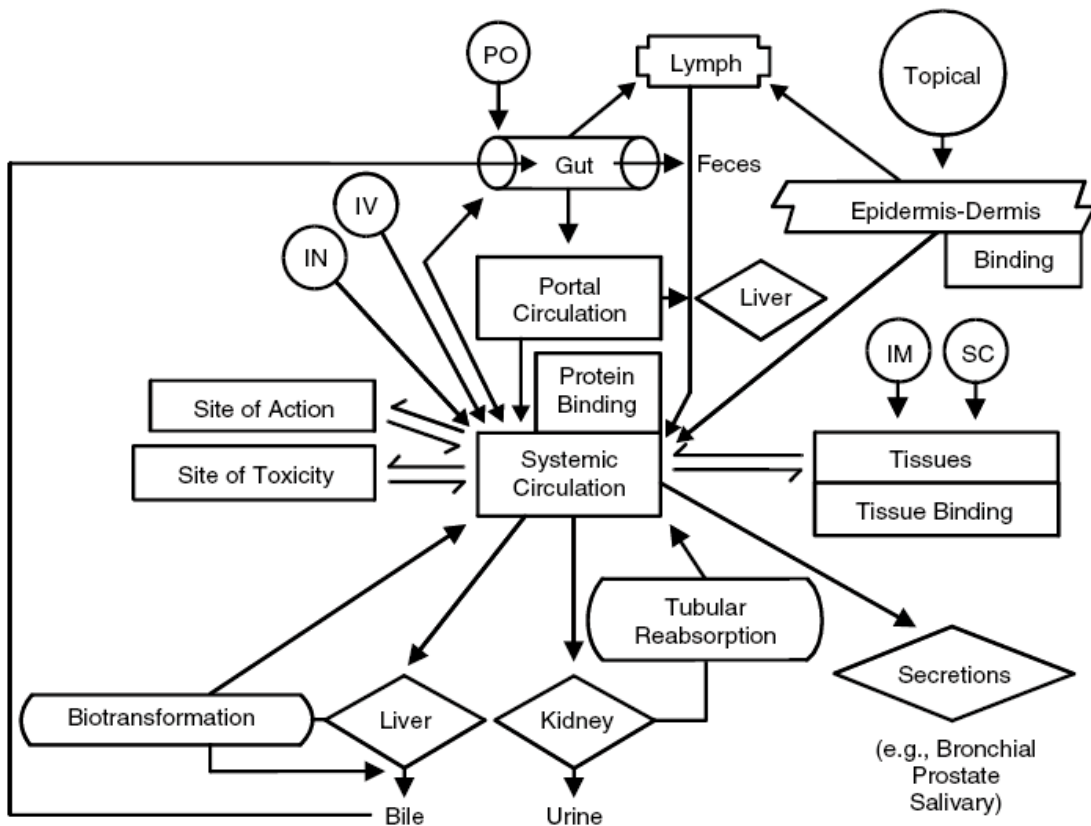 PO
Lymph
Topical
Gut
Feces
IV
Epidermis-Dermis
IN
Binding
Portal
Circulation
Liver
IM
SC
Protein
Binding
Site of Action
Site of Toxicity
Systemic
Circulation
Tissues
Tissue Binding
Tubular
Reabsorption
Secretions
Biotransformation
Liver
Kidney
(e.g., Bronchial
Prostate
Salivary)
Bile
Urine